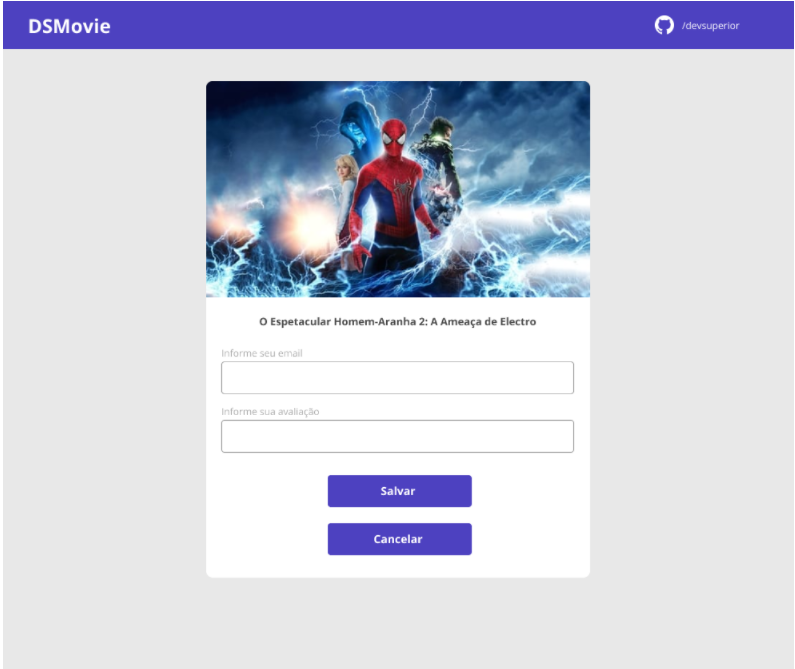 DSMovie
/devsuperior
O Espetacular Homem-Aranha 2: A Ameaça de Electro
Informe seu email
Informe sua avaliação
Salvar
Cancelar